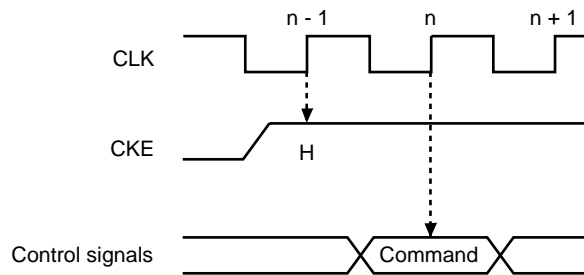 n - 1 n n + 1
CLK
CKE
H
Control signals Command